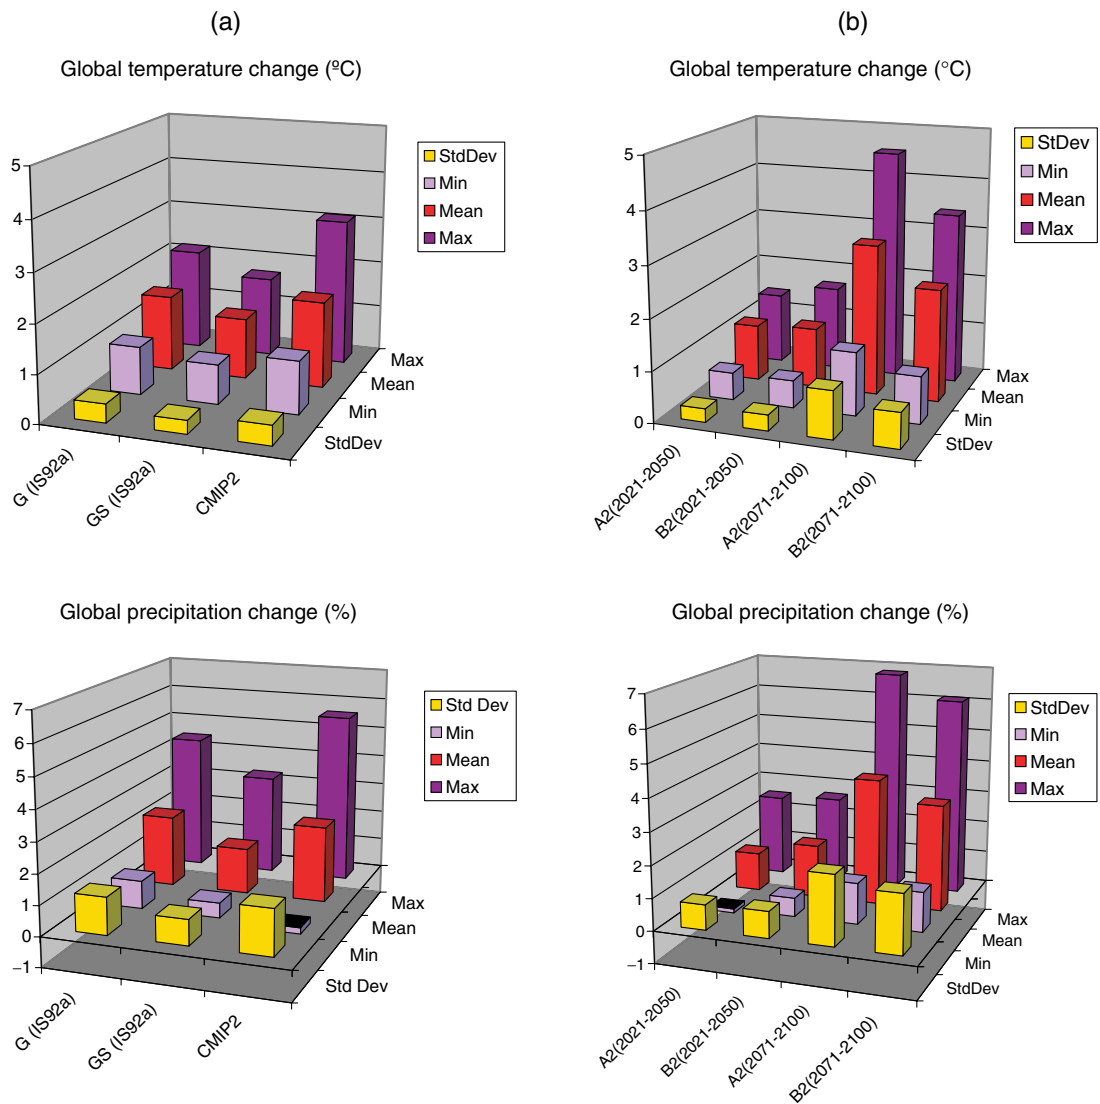 (a)
Global temperature change (ºC)
5
4
3
2
1
0
StdDev
Min
Mean
Max
Max
Mean
Min
StdDev
G (IS92a)
GS (IS92a)
CMIP2
(b)
Global temperature change (°C)
5
4
3
2
1
0
StDev
Min
Mean
Max
Max
Mean
Min
StDev
A2(2021-2050)
B2(2021-2050)
A2(2071-2100)
B2(2071-2100)
Global precipitation change (%)
7
6
5
4
3
2
1
0
−1
Std Dev
Min
Mean
Max
Max
Mean
Min
Std Dev
G (IS92a)
GS (IS92a)
CMIP2
Global precipitation change (%)
7
6
5
4
3
2
1
0
−1
StdDev
Min
Mean
Max
Max
Mean
Min
StdDev
A2(2021-2050)
B2(2021-2050)
A2(2071-2100)
B2(2071-2100)